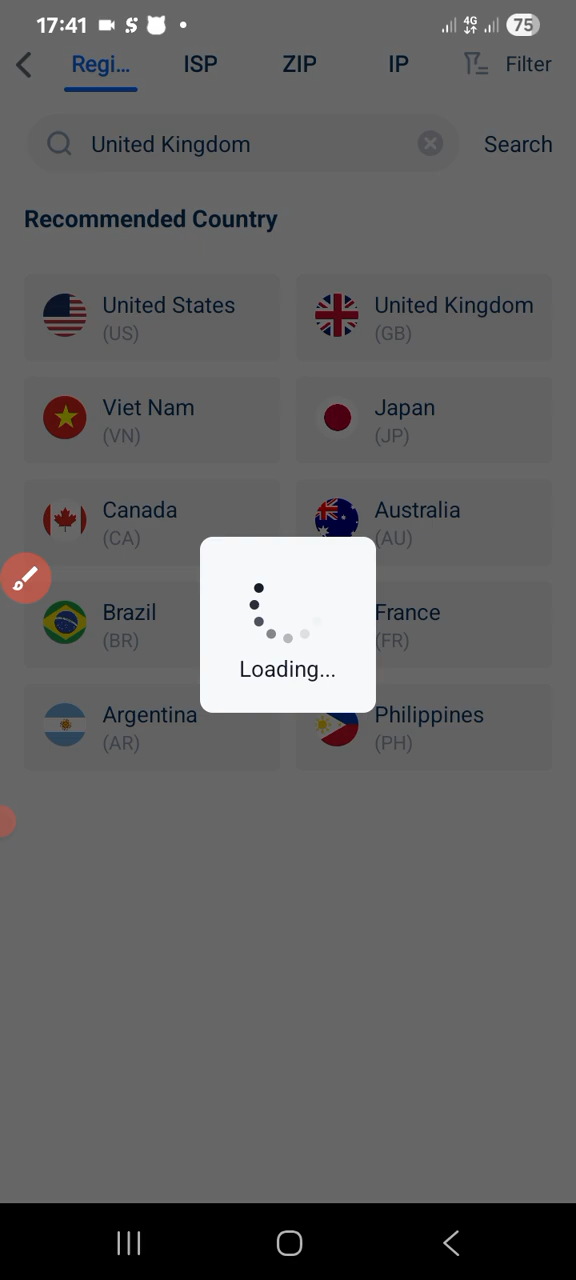 17:41 4G 75
Regi... ISP ZIP IP Filter
United Kingdom Search
Recommended Country
United States United Kingdom
(US) (GB)
Viet Nam Japan
(VN) (JP)
Canada Australia
(CA) (AU)
Brazil France
(BR) (FR)
Loading...
Argentina Philippines
(AR) (PH)